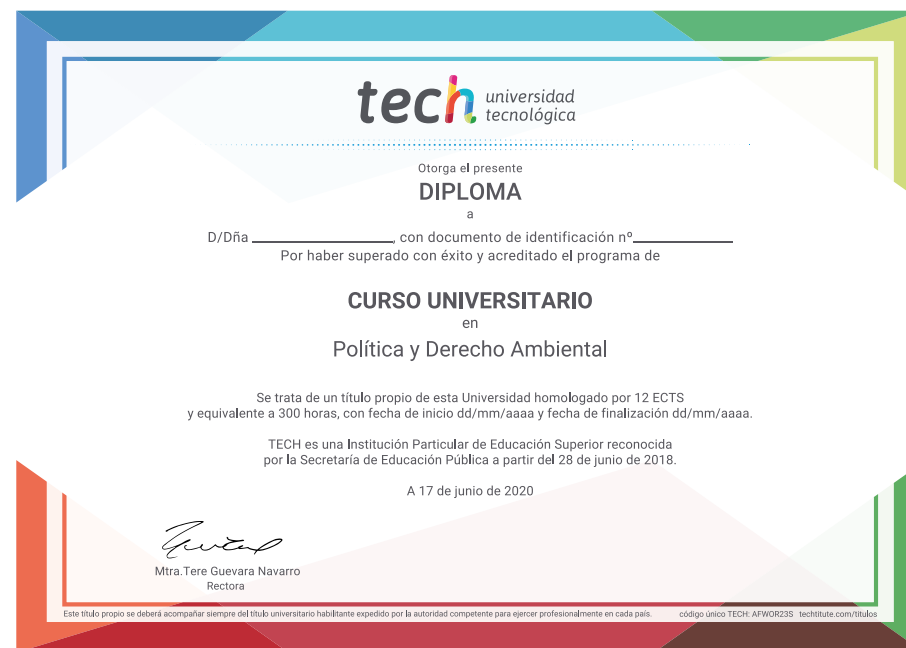 tech universidad
tecnológica
Otorga el presente
DIPLOMA
a
D/Dña ______________, con documento de identificación nº______________
Por haber superado con éxito y acreditado el programa de
CURSO UNIVERSITARIO
en
Política y Derecho Ambiental
Se trata de un título propio de esta Universidad homologado por 12 ECTS
y equivalente a 300 horas, con fecha de inicio dd/mm/aaaa y fecha de finalización dd/mm/aaaa.
TECH es una Institución Particular de Educación Superior reconocida
por la Secretaría de Educación Pública a partir del 28 de junio de 2018.
A 17 de junio de 2020
Mtra.Tere Guevara Navarro
Rectora
Este título propio se deberá acompañar siempre del título universitario habilitante expedido por la autoridad competente para ejercer profesionalmente en cada país. código único TECH: AFWOR23S techtitute.com/titulos